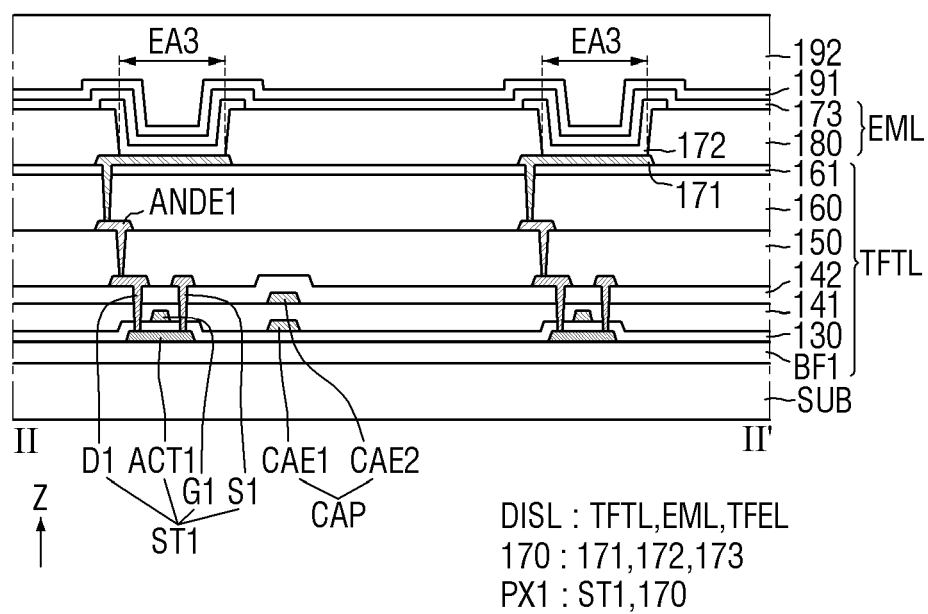 EA3 EA3
192
191
173
180 EML
172
171
161
ANDE1
160
150 TFTL
142
141
130
BF1
SUB
II II'
D1 ACT1 G1 S1 CAE1 CAE2
ST1 CAP
Z
DISL : TFTL,EML,TFEL
170 : 171,172,173
PX1 : ST1,170